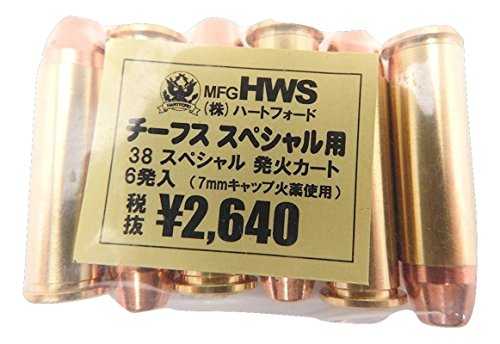 MFG HWS
(株)ハートフォード
チーフス スペシャル用
38 スペシャル 発火カート
6発入 (7mmキャップ火薬使用)
税抜 ¥2,640